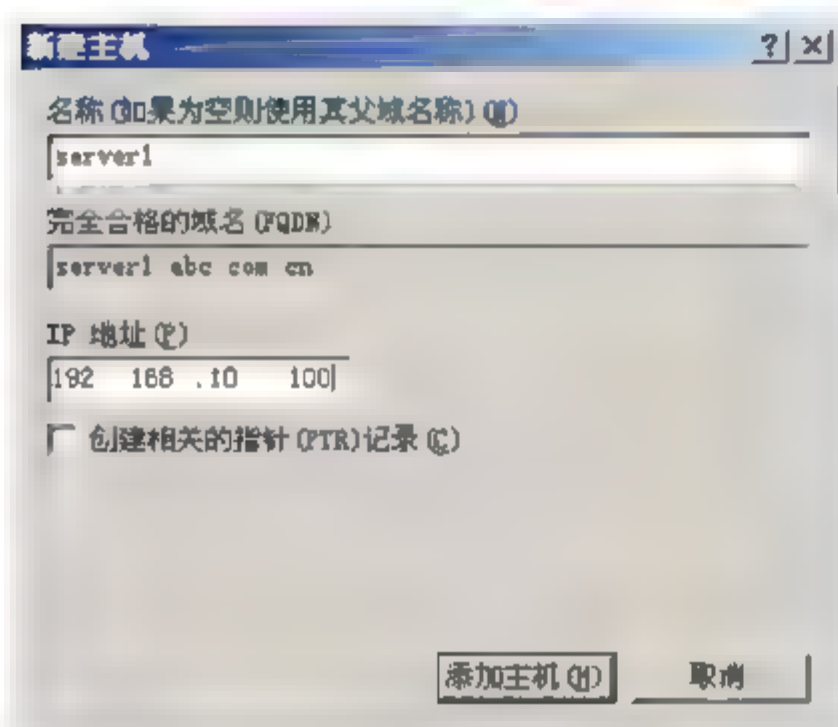 新建主机
名称(如果为空则使用其父域名称)(N)
server1
完全合格的域名(FQDN)
server1 abc com cn
IP 地址(P)
192 168 .10 100
创建相关的指针(PTR)记录(C)
添加主机(H) 取消